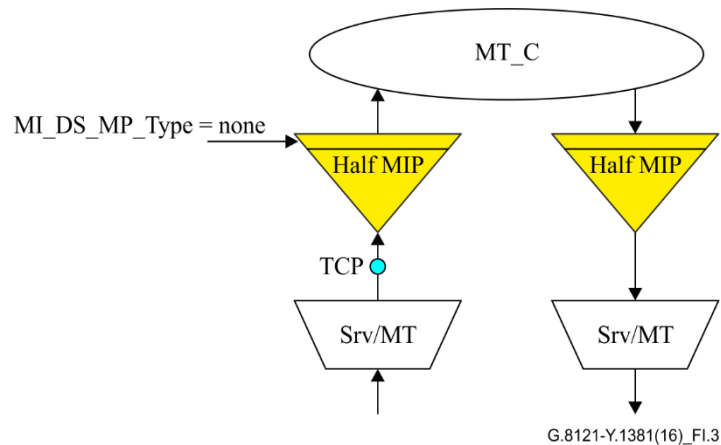 MT_C
MI_DS_MP_Type = none
Half MIP
Half MIP
TCP
Srv/MT
Srv/MT
G.8121-Y.1381(16)_FI.3